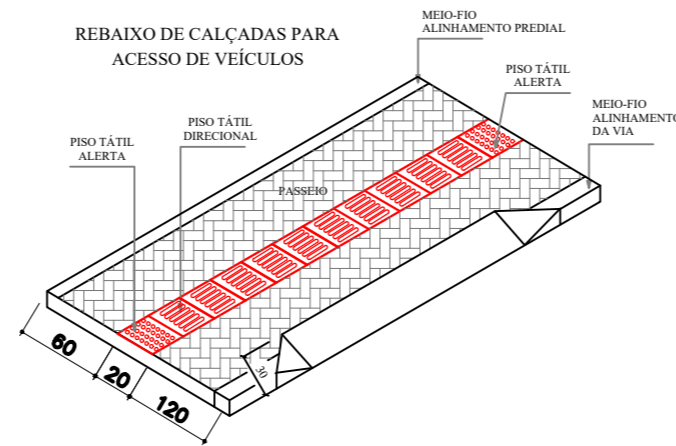 REBAIXO DE CALÇADAS PARA
ACESSO DE VEÍCULOS
MEIO-FIO
ALINHAMENTO PREDIAL
PISO TÁTIL
ALERTA
MEIO-FIO
ALINHAMENTO
DA VIA
PISO TÁTIL
DIRECIONAL
PISO TÁTIL
ALERTA
PASSEIO
60
20
120
30